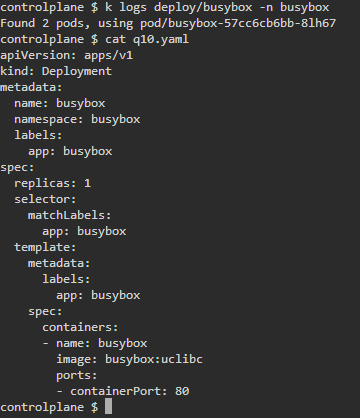 controlplane $ k logs deploy/busybox -n busybox
Found 2 pods, using pod/busybox-57cc6cb6bb-8lh67
controlplane $ cat q10.yaml
apiVersion: apps/v1
kind: Deployment
metadata:
  name: busybox
  namespace: busybox
  labels:
    app: busybox
spec:
  replicas: 1
  selector:
    matchLabels:
      app: busybox
  template:
    metadata:
      labels:
        app: busybox
    spec:
      containers:
      - name: busybox
        image: busybox:uclibc
        ports:
        - containerPort: 80
controlplane $